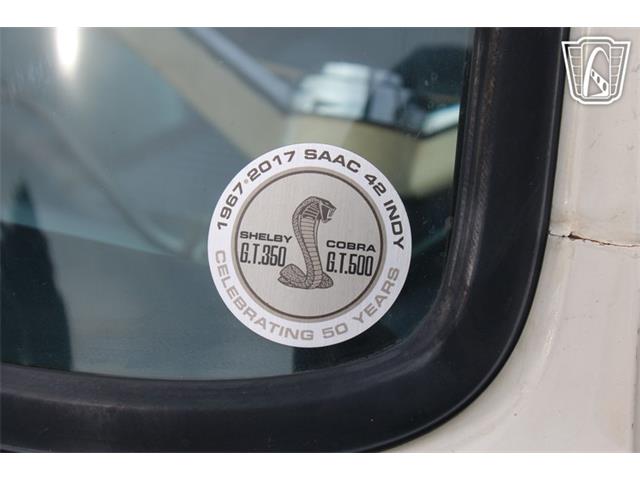 1967•2017 SAAC 42 INDY
SHELBY
G.T.350
COBRA
G.T.500
CELEBRATING 50 YEARS